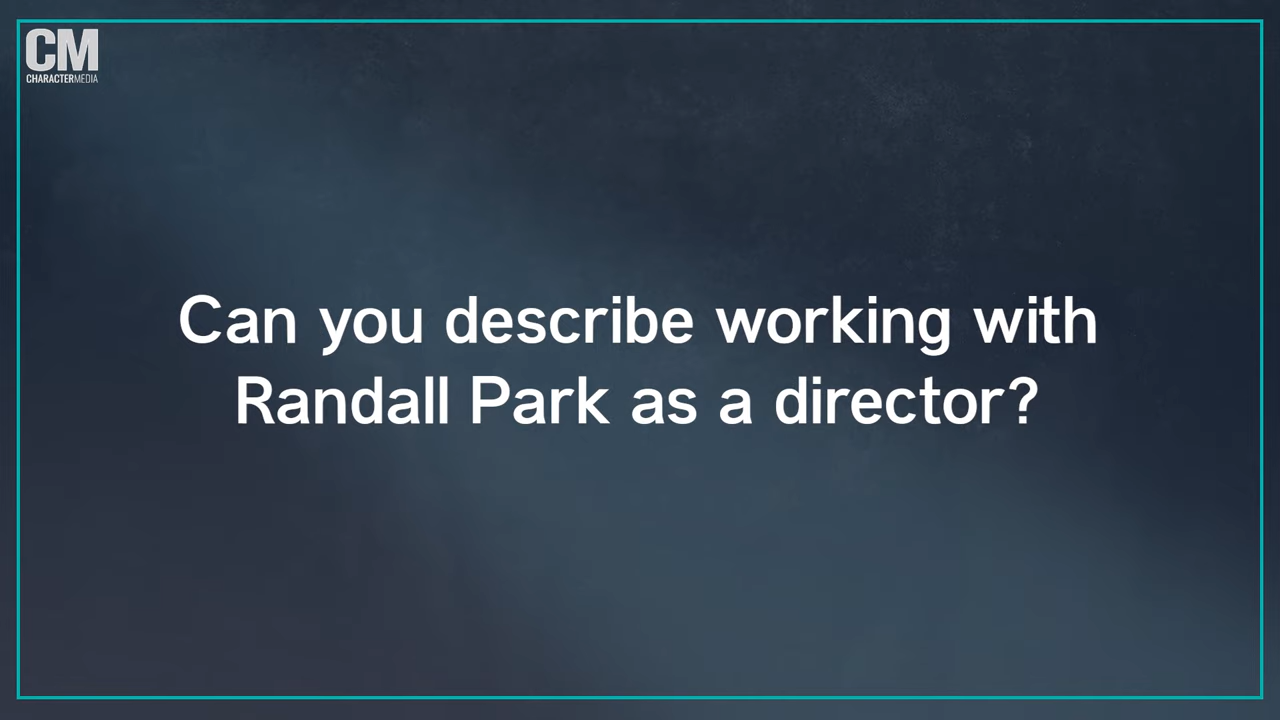 CM
CHARACTERMEDIA
Can you describe working with
Randall Park as a director?